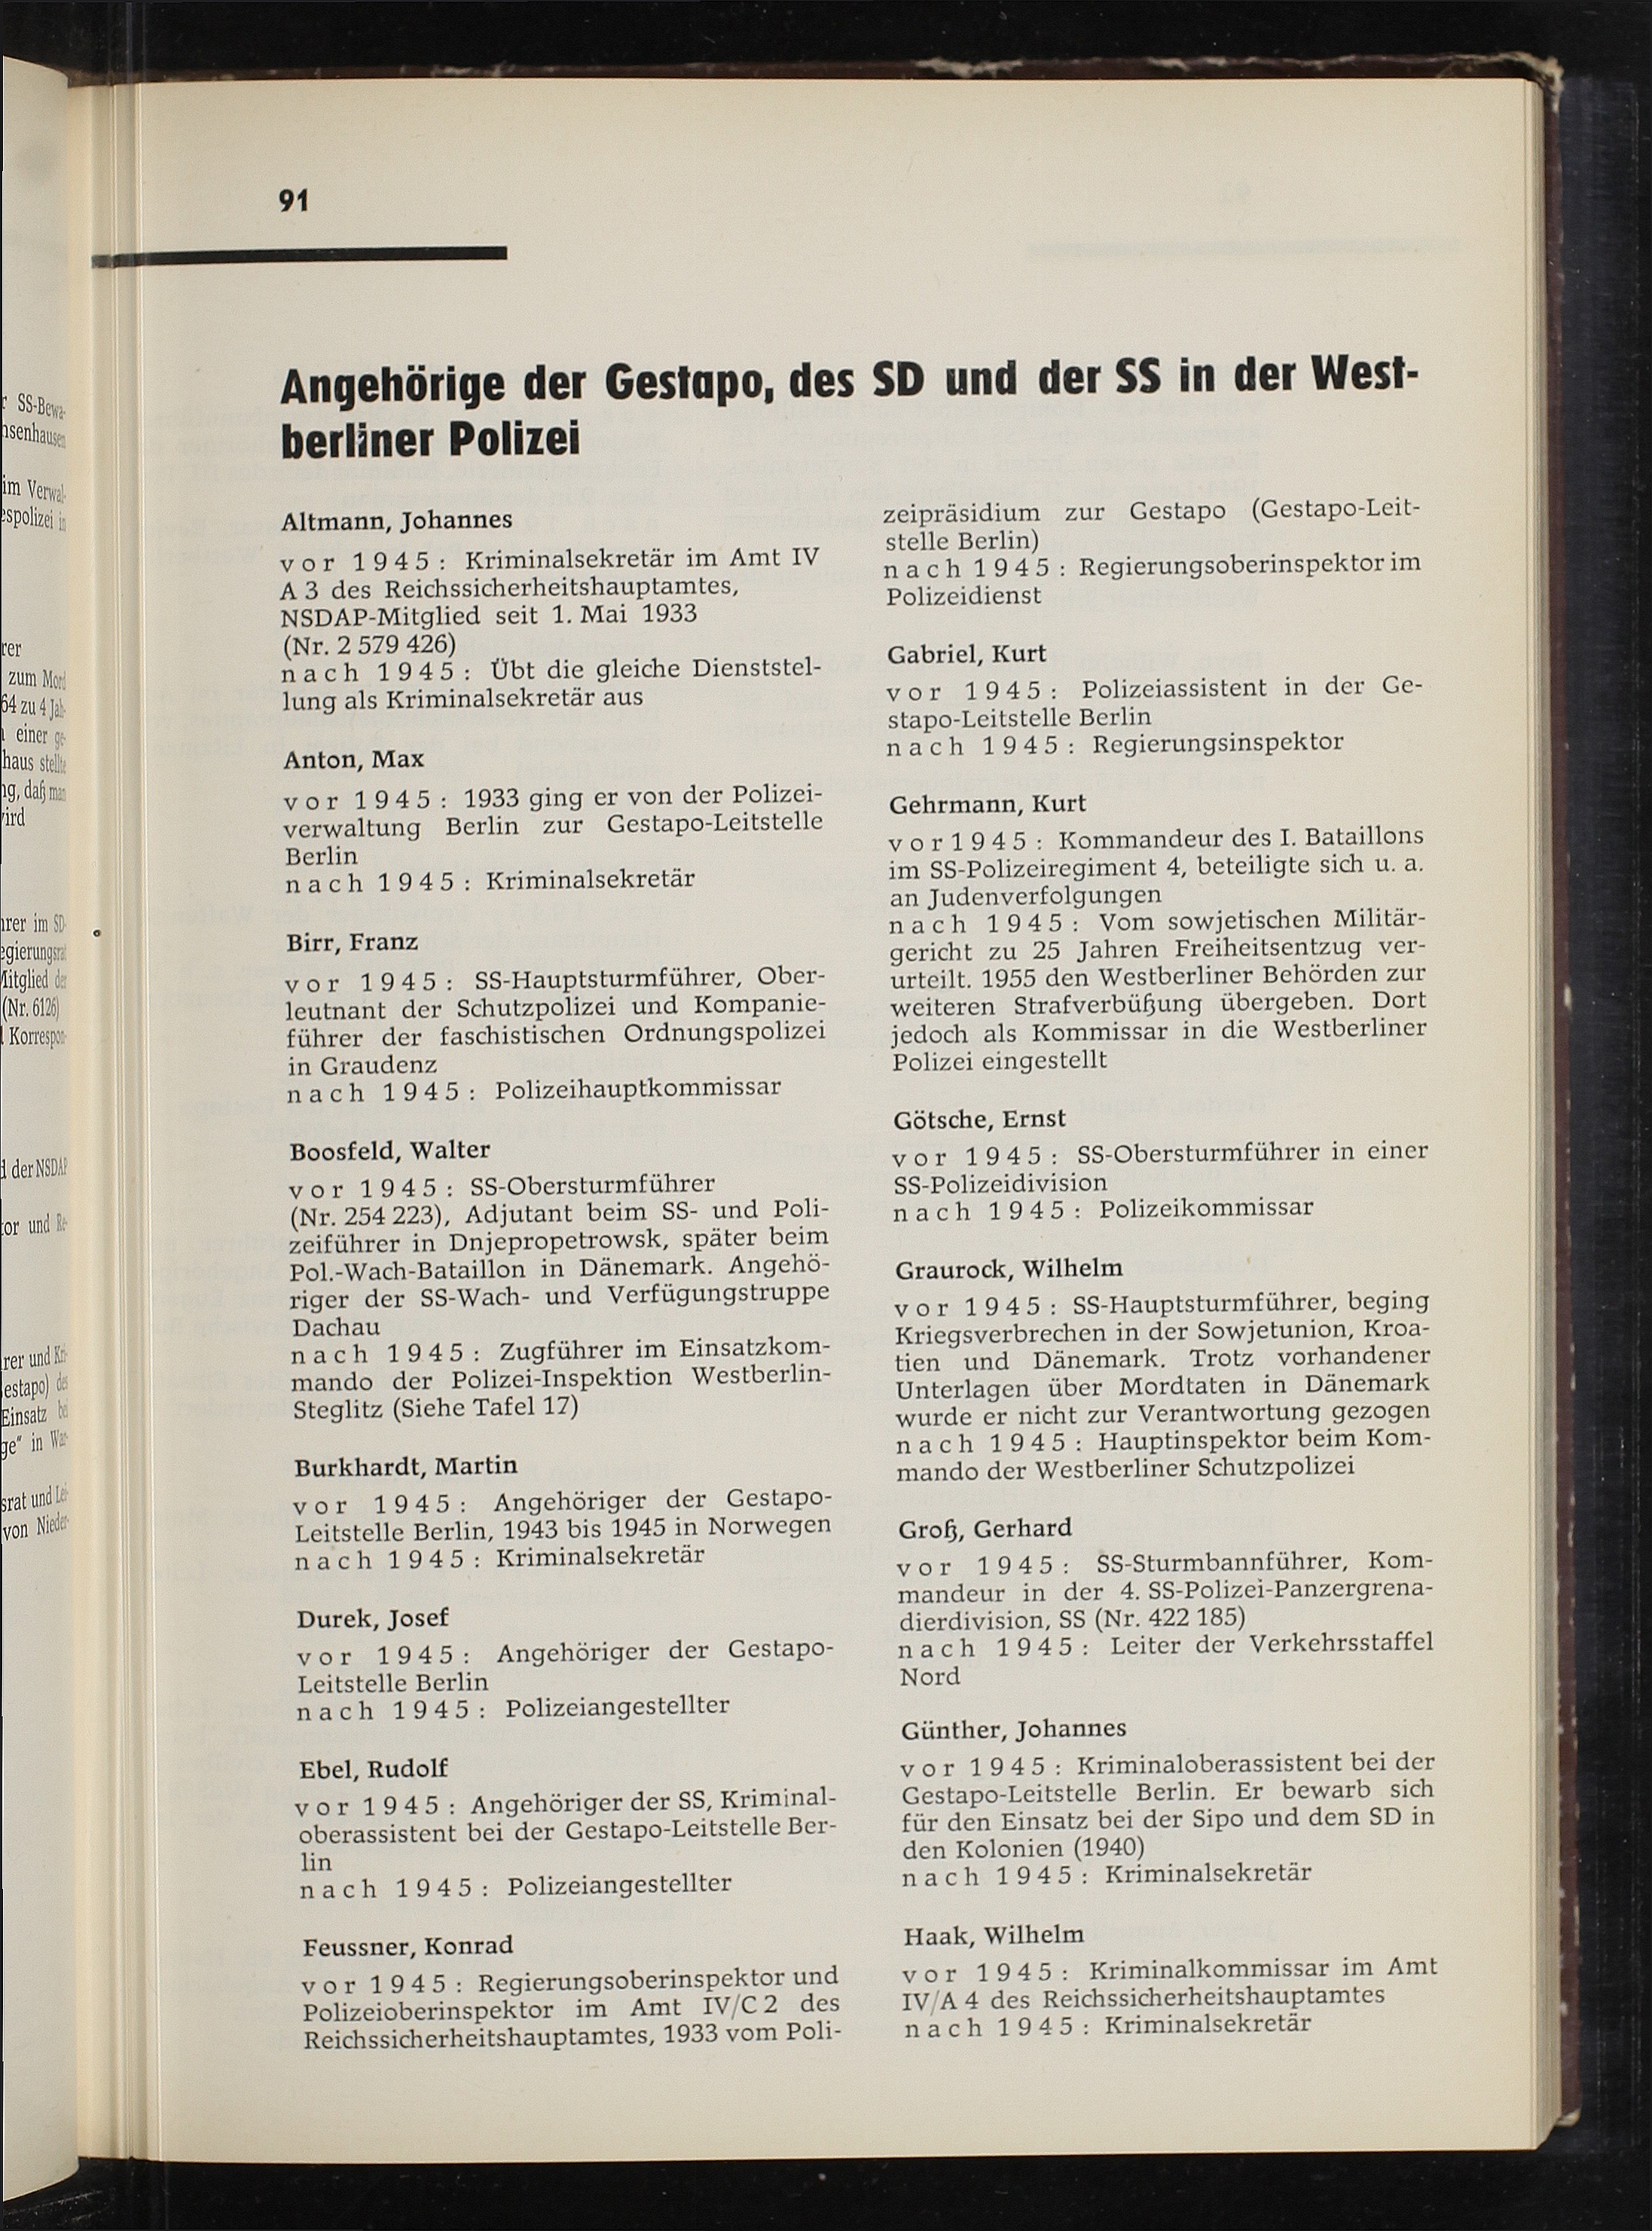 91
Angehörige der Gestapo, des SD und der SS in der West-
berliner Polizei
Altmann, Johannes
vor 1945: Kriminalsekretär im Amt IV
A 3 des Reichssicherheitshauptamtes,
NSDAP-Mitglied seit 1. Mai 1933
(Nr. 2 579 426)
nach 1945: Übt die gleiche Dienststel-
lung als Kriminalsekretär aus
Anton, Max
vor 1945: 1933 ging er von der Polizei-
verwaltung Berlin zur Gestapo-Leitstelle
Berlin
nach 1945: Kriminalsekretär
Birr, Franz
vor 1945: SS-Hauptsturmführer, Ober-
leutnant der Schutzpolizei und Kompanie-
führer der faschistischen Ordnungspolizei
in Graudenz
nach 1945: Polizeihauptkommissar
Boosfeld, Walter
vor 1945: SS-Obersturmführer
(Nr. 254 223), Adjutant beim SS- und Poli-
zeiführer in Dnjepropetrowsk, später beim
Pol.-Wach-Bataillon in Dänemark. Angehö-
riger der SS-Wach- und Verfügungstruppe
Dachau
nach 1945: Zugführer im Einsatzkom-
mando der Polizei-Inspektion Westberlin-
Steglitz (Siehe Tafel 17)
Burkhardt, Martin
vor 1945: Angehöriger der Gestapo-
Leitstelle Berlin, 1943 bis 1945 in Norwegen
nach 1945: Kriminalsekretär
Durek, Josef
vor 1945: Angehöriger der Gestapo-
Leitstelle Berlin
nach 1945: Polizeiangestellter
Ebel, Rudolf
vor 1945: Angehöriger der SS, Kriminal-
oberassistent bei der Gestapo-Leitstelle Ber-
lin
nach 1945: Polizeiangestellter
Feussner, Konrad
vor 1945: Regierungsoberinspektor und
Polizeioberinspektor im Amt IV/C 2 des
Reichssicherheitshauptamtes, 1933 vom Poli-
zeipräsidium zur Gestapo (Gestapo-Leit-
stelle Berlin)
nach 1945: Regierungsoberinspektor im
Polizeidienst
Gabriel, Kurt
vor 1945: Polizeiassistent in der Ge-
stapo-Leitstelle Berlin
nach 1945: Regierungsinspektor
Gehrmann, Kurt
vor 1945: Kommandeur des I. Bataillons
im SS-Polizeiregiment 4, beteiligte sich u. a.
an Judenverfolgungen
nach 1945: Vom sowjetischen Militär-
gericht zu 25 Jahren Freiheitsentzug ver-
urteilt. 1955 den Westberliner Behörden zur
weiteren Strafverbüßung übergeben. Dort
jedoch als Kommissar in die Westberliner
Polizei eingestellt
Götsche, Ernst
vor 1945: SS-Obersturmführer in einer
SS-Polizeidivision
nach 1945: Polizeikommissar
Graurock, Wilhelm
vor 1945: SS-Hauptsturmführer, beging
Kriegsverbrechen in der Sowjetunion, Kroa-
tien und Dänemark. Trotz vorhandener
Unterlagen über Mordtaten in Dänemark
wurde er nicht zur Verantwortung gezogen
nach 1945: Hauptinspektor beim Kom-
mando der Westberliner Schutzpolizei
Groß, Gerhard
vor 1945: SS-Sturmbannführer, Kom-
mandeur in der 4. SS-Polizei-Panzergrena-
dierdivision, SS (Nr. 422 185)
nach 1945: Leiter der Verkehrsstaffel
Nord
Günther, Johannes
vor 1945: Kriminaloberassistent bei der
Gestapo-Leitstelle Berlin. Er bewarb sich
für den Einsatz bei der Sipo und dem SD in
den Kolonien (1940)
nach 1945: Kriminalsekretär
Haak, Wilhelm
vor 1945: Kriminalkommissar im Amt
IV/A 4 des Reichssicherheitshauptamtes
nach 1945: Kriminalsekretär